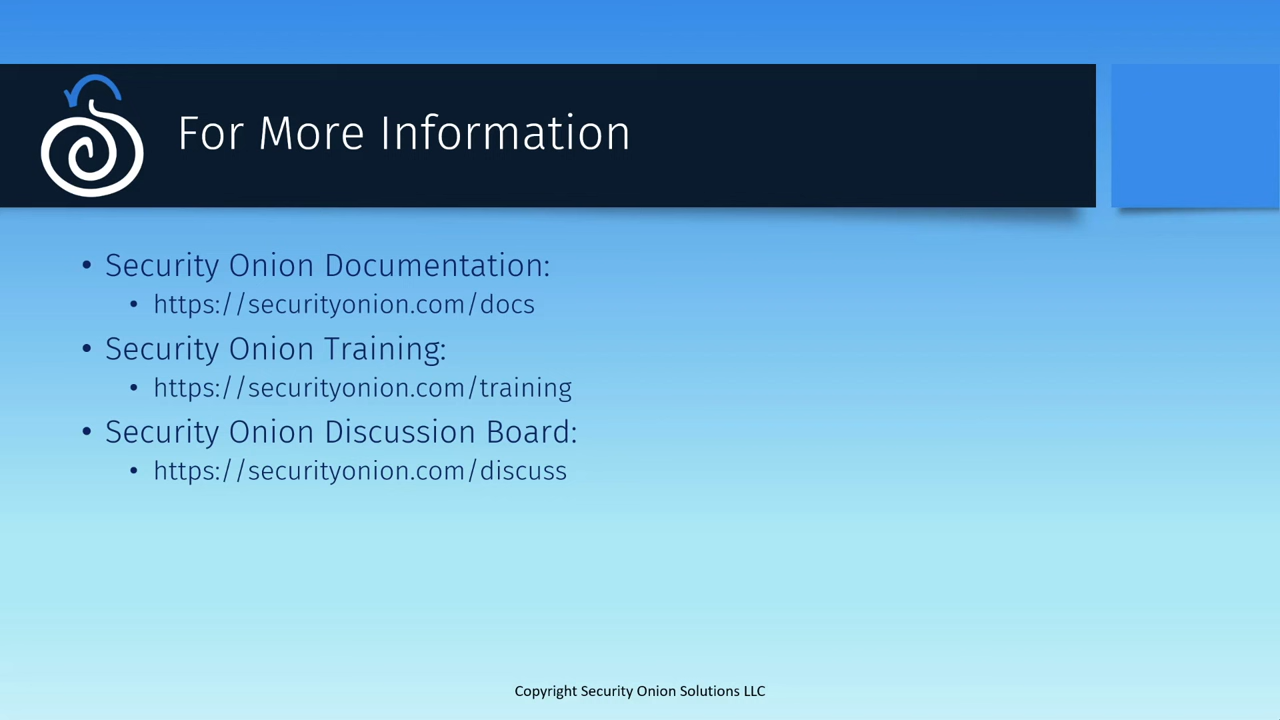 For More Information
• Security Onion Documentation:
• https://securityonion.com/docs
• Security Onion Training:
• https://securityonion.com/training
• Security Onion Discussion Board:
• https://securityonion.com/discuss
Copyright Security Onion Solutions LLC